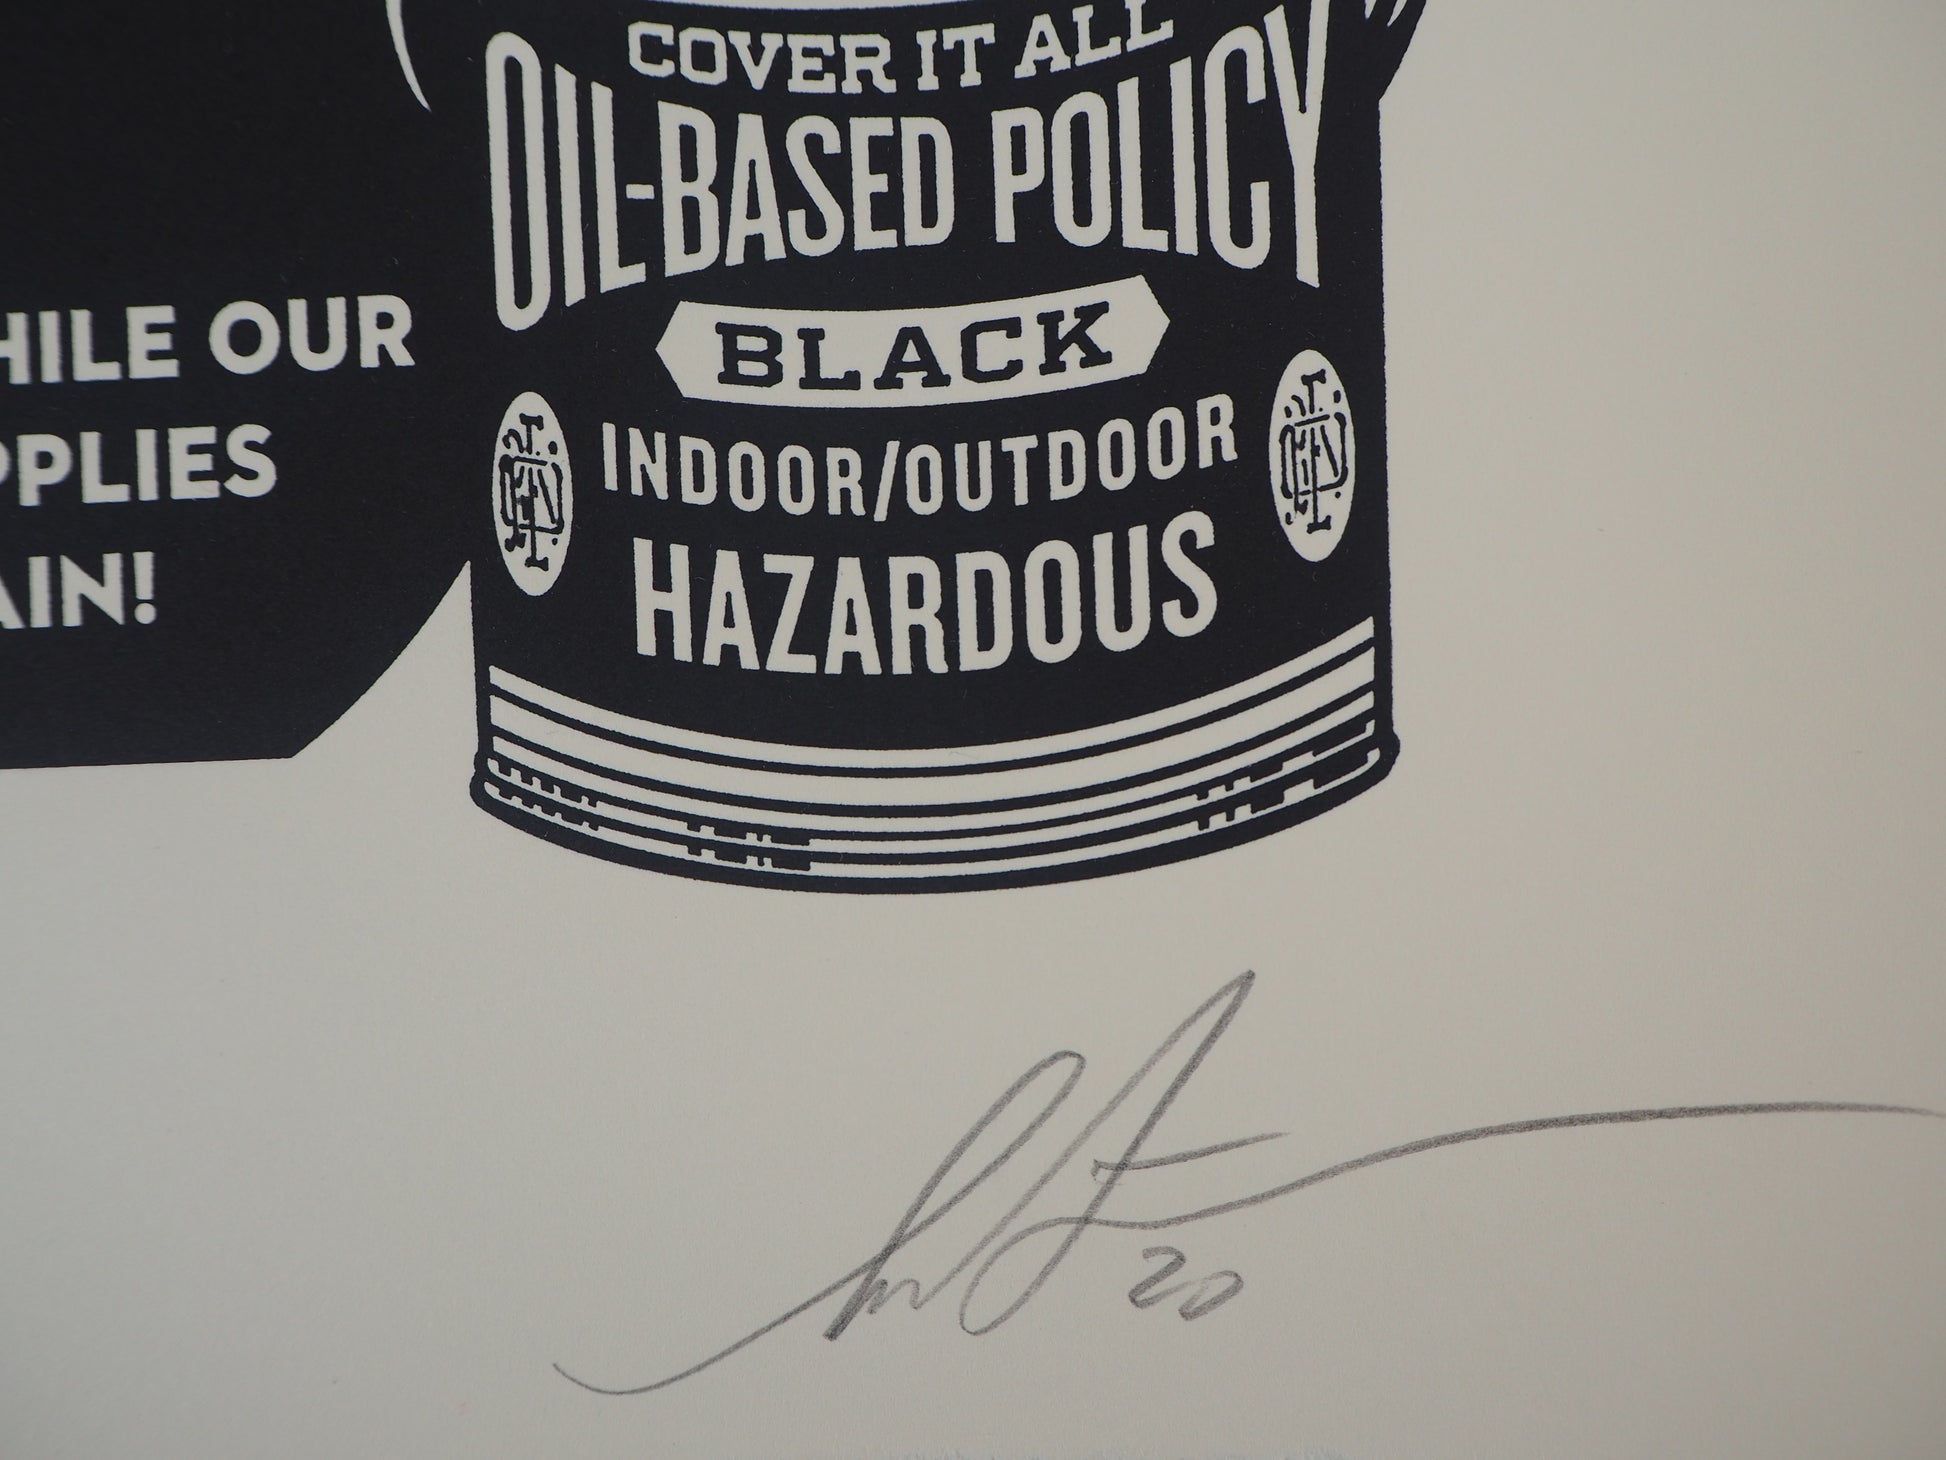 COVER IT ALL
OIL-BASED POLICY
BLACK
INDOOR/OUTDOOR
HAZARDOUS
HILE OUR
PPLIES
AIN!
20